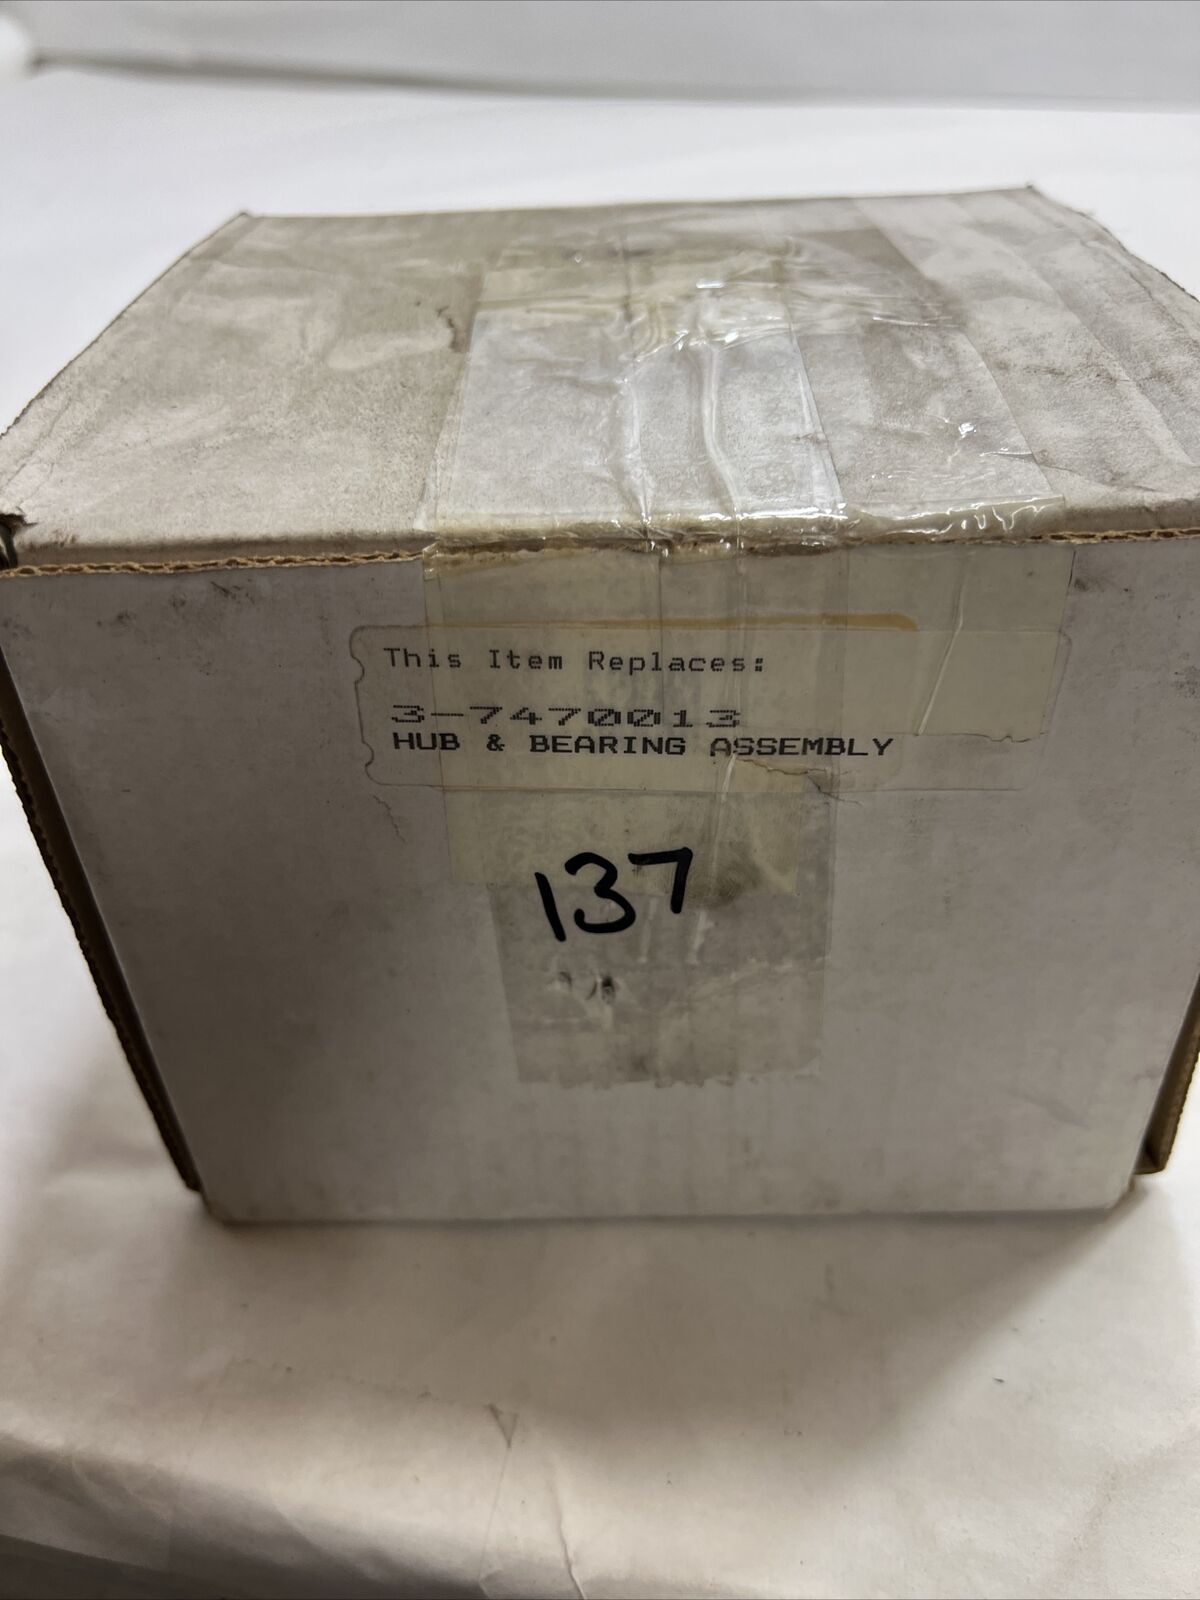 This Item Replaces:
3-7470013
HUB & BEARING ASSEMBLY
137